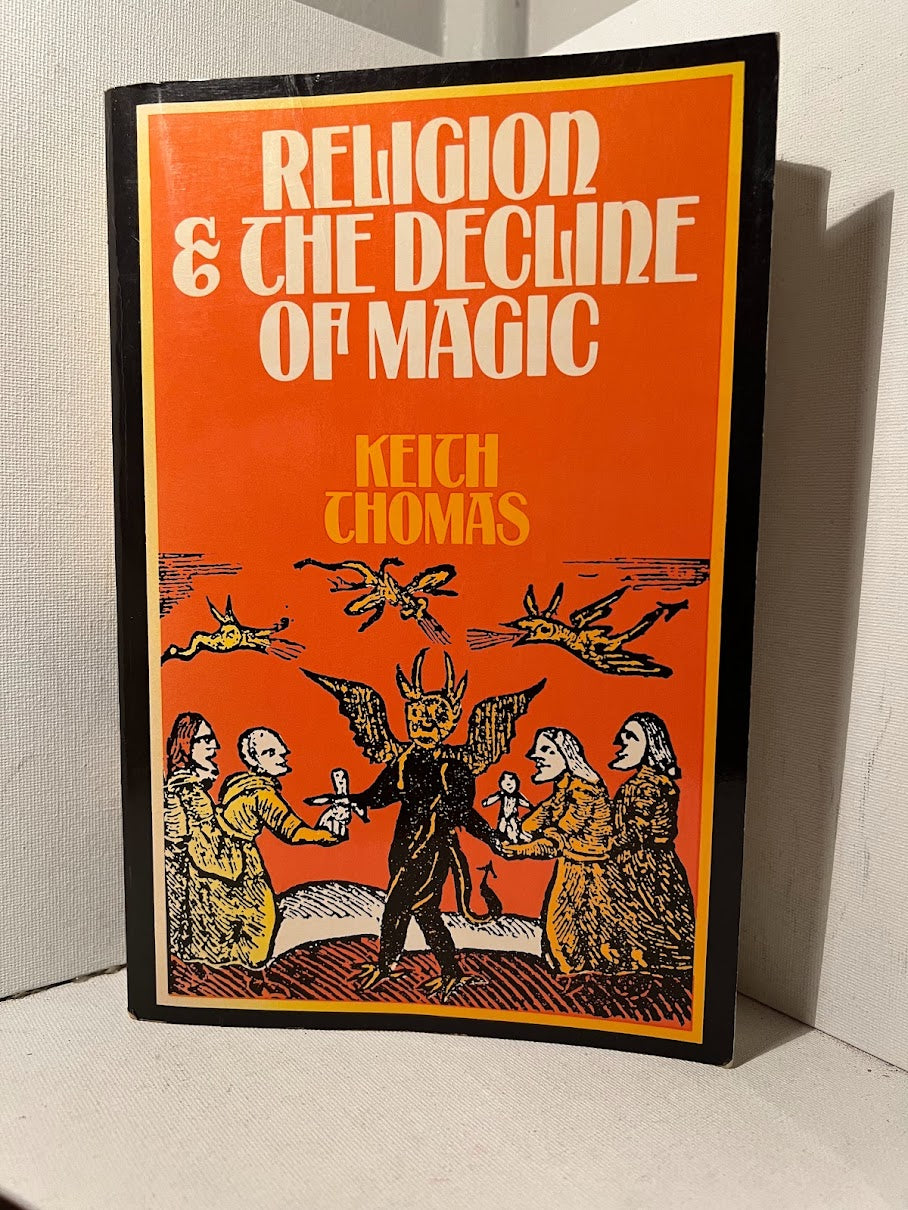 RELIGION
& THE DECLINE
OF MAGIC
KEITH
THOMAS